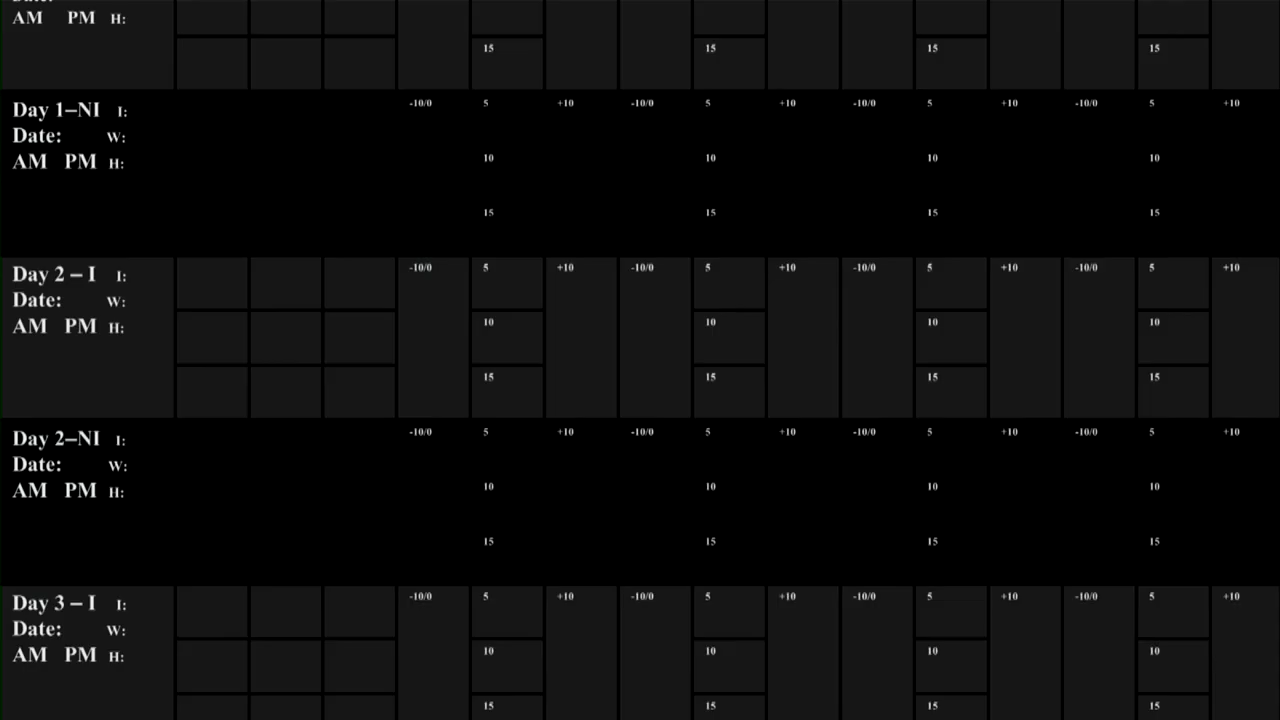 AM PM H:
15 15 15 15
Day 1–NI I: -10/0 5 +10 -10/0 5 +10 -10/0 5 +10 -10/0 5 +10
Date: W:
AM PM H: 10 10 10 10
15 15 15 15
Day 2 – I I: -10/0 5 +10 -10/0 5 +10 -10/0 5 +10 -10/0 5 +10
Date: W:
AM PM H: 10 10 10 10
15 15 15 15
Day 2–NI I: -10/0 5 +10 -10/0 5 +10 -10/0 5 +10 -10/0 5 +10
Date: W:
AM PM H: 10 10 10 10
15 15 15 15
Day 3 – I I: -10/0 5 +10 -10/0 5 +10 -10/0 5 +10 -10/0 5 +10
Date: W:
AM PM H: 10 10 10 10
15 15 15 15